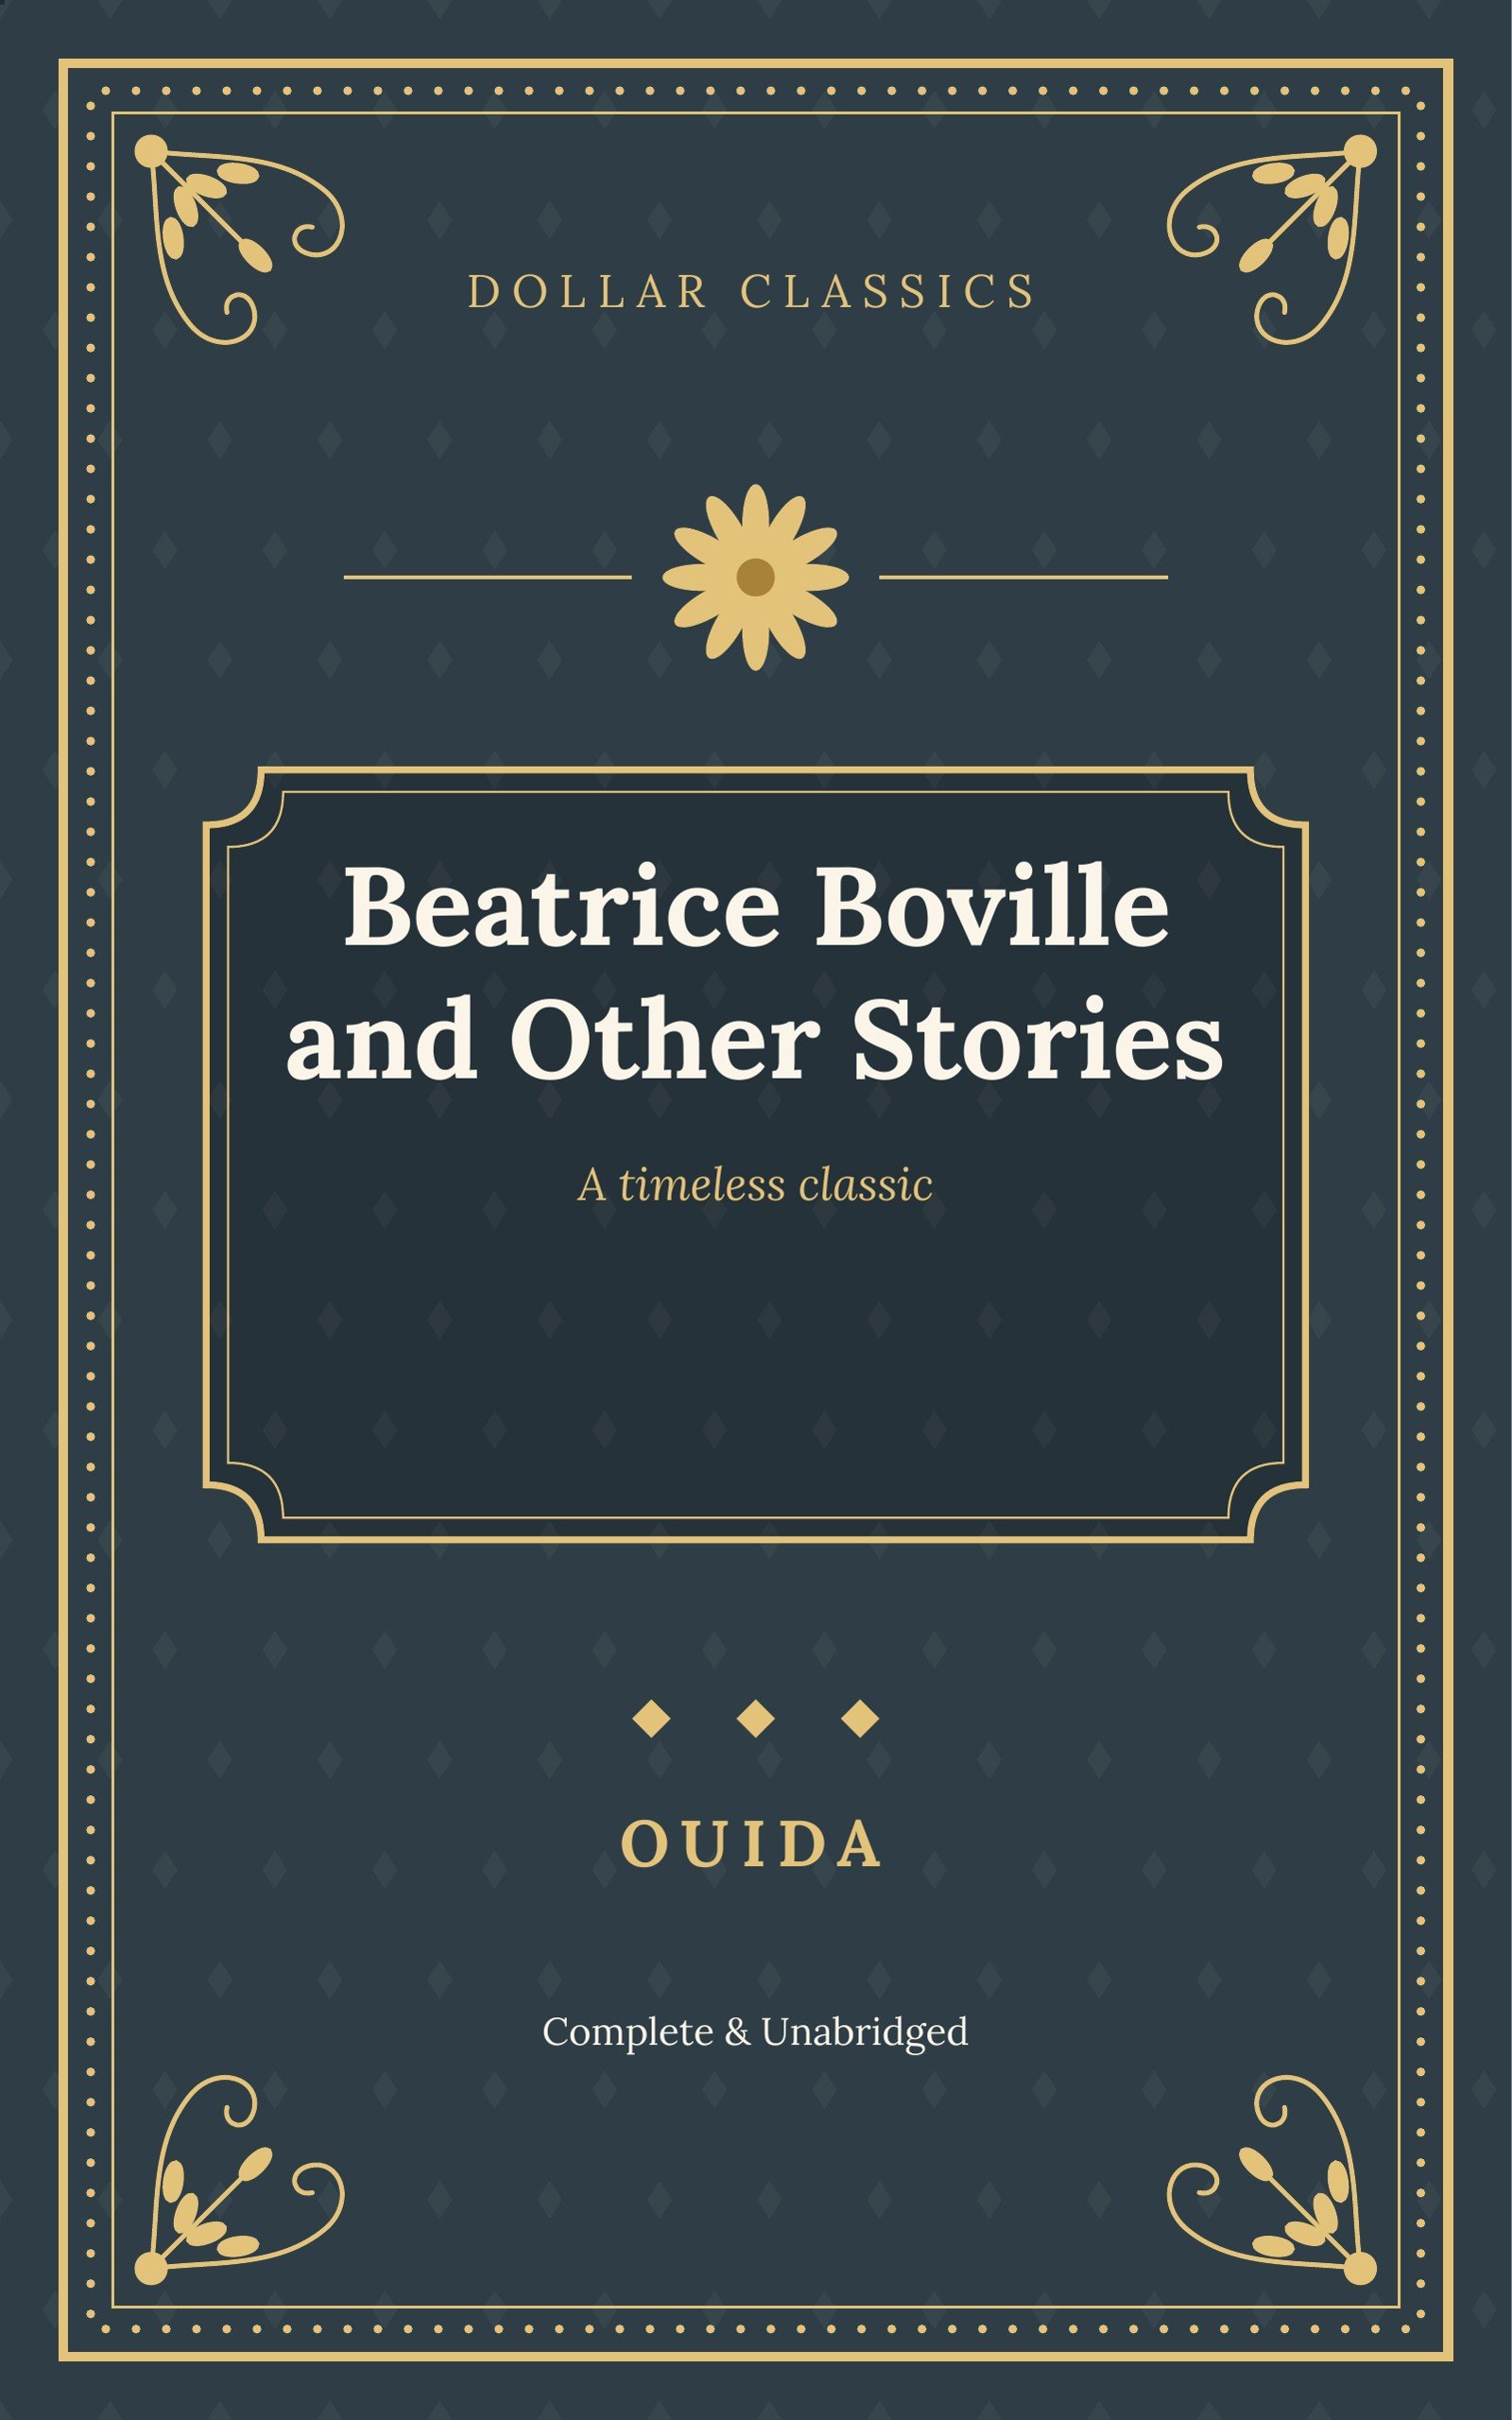 DOLLAR CLASSICS
Beatrice Boville
and Other Stories
A timeless classic
OUIDA
Complete & Unabridged